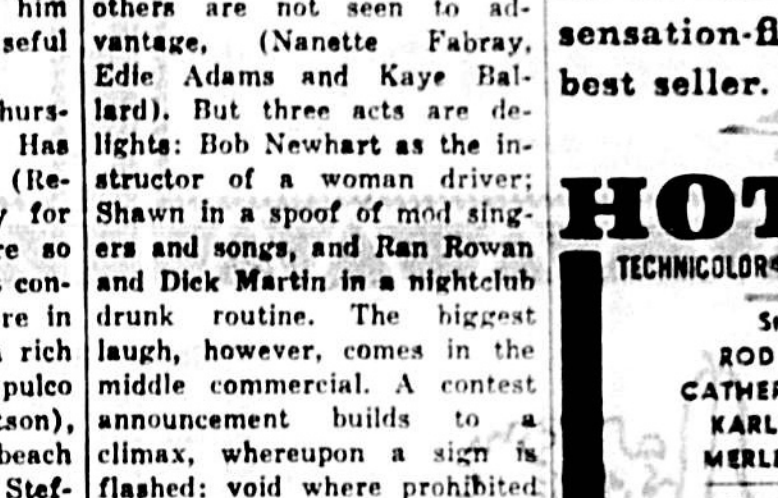 him
seful
hurs-
Has
(Re-
y for
re so
con-
re in
rich
pulco
tson),
beach
Stef-
others are not seen to ad-
vantage, (Nanette Fabray,
Edie Adams and Kaye Bal-
lard). But three acts are de-
lights: Bob Newhart as the in-
structor of a woman driver;
Shawn in a spoof of mod sing-
ers and songs, and Ran Rowan
and Dick Martin in a nightclub
drunk routine. The biggest
laugh, however, comes in the
middle commercial. A contest
announcement builds to a
climax, whereupon a sign is
flashed: void where prohibited
sensation-fi
best seller.
HOT
TECHNICOLOR
ROD
CATHER
KARL
MERLE